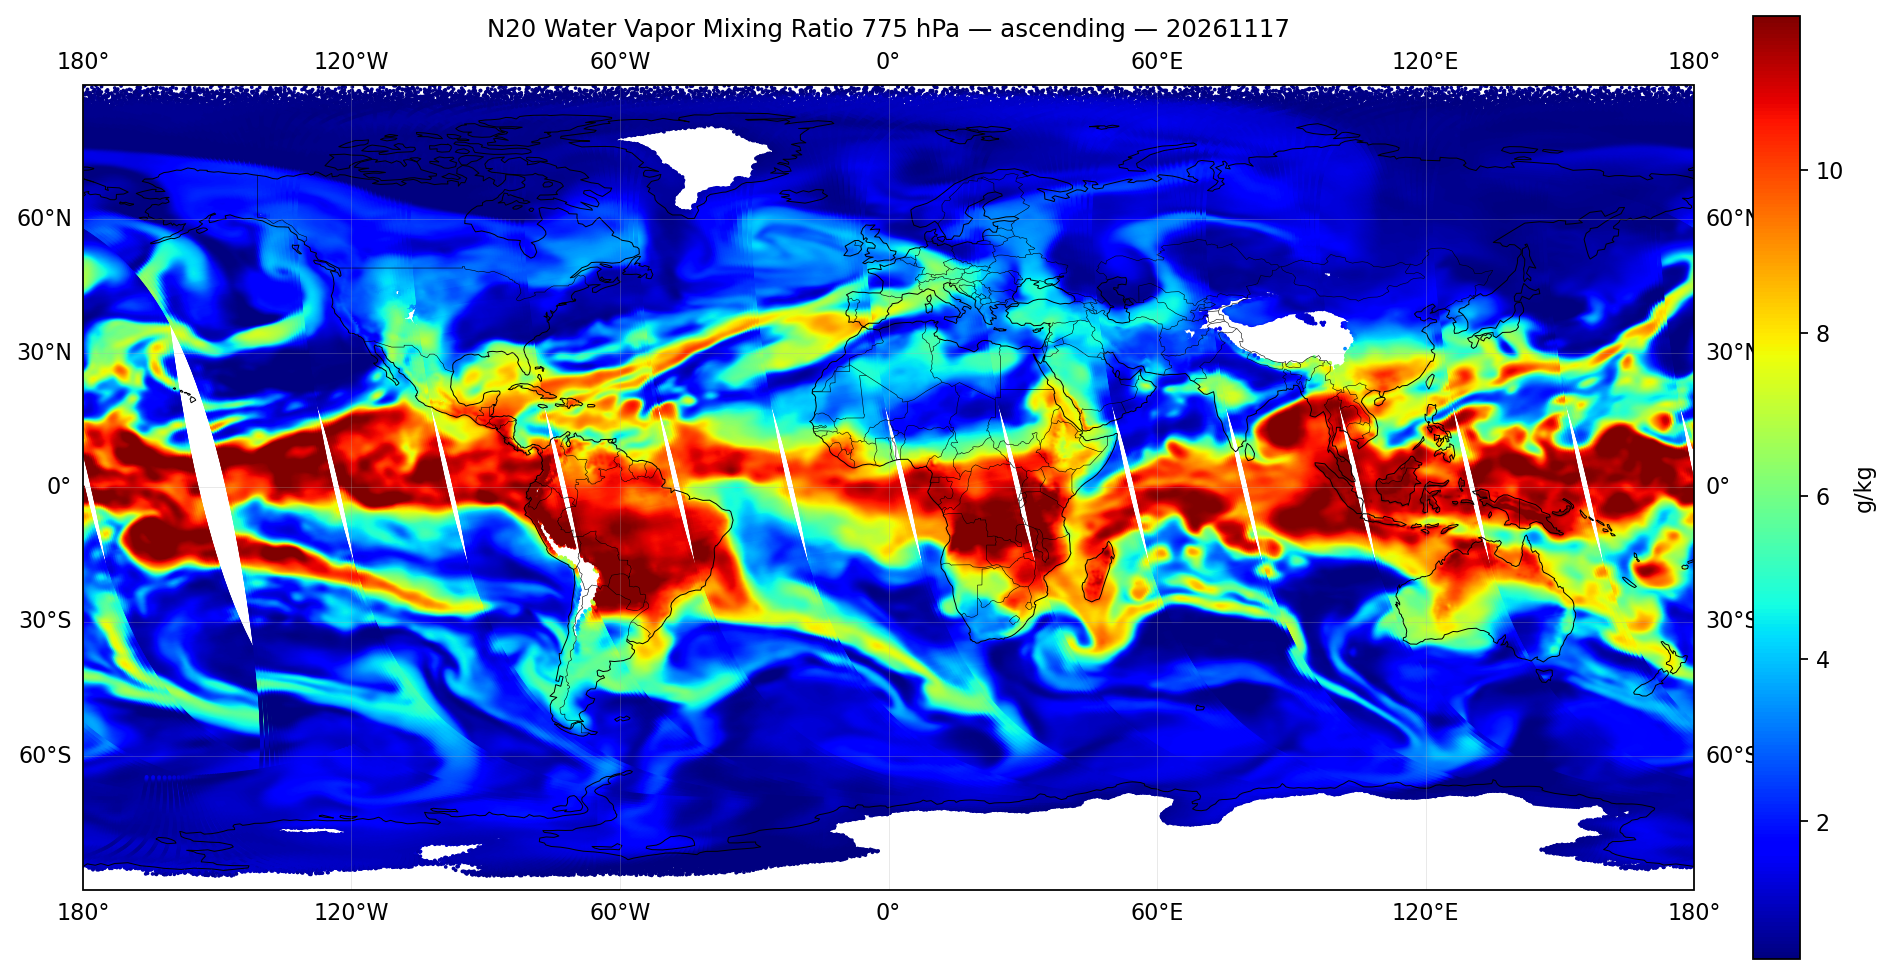 N20 Water Vapor Mixing Ratio 775 hPa — ascending — 20261117
180° 120°W 60°W 0° 60°E 120°E 180°
60°N 60°N
30°N 30°N
0° 0°
30°S 30°S
60°S 60°S
180° 120°W 60°W 0° 60°E 120°E 180°
10
8
6
4
2
g/kg